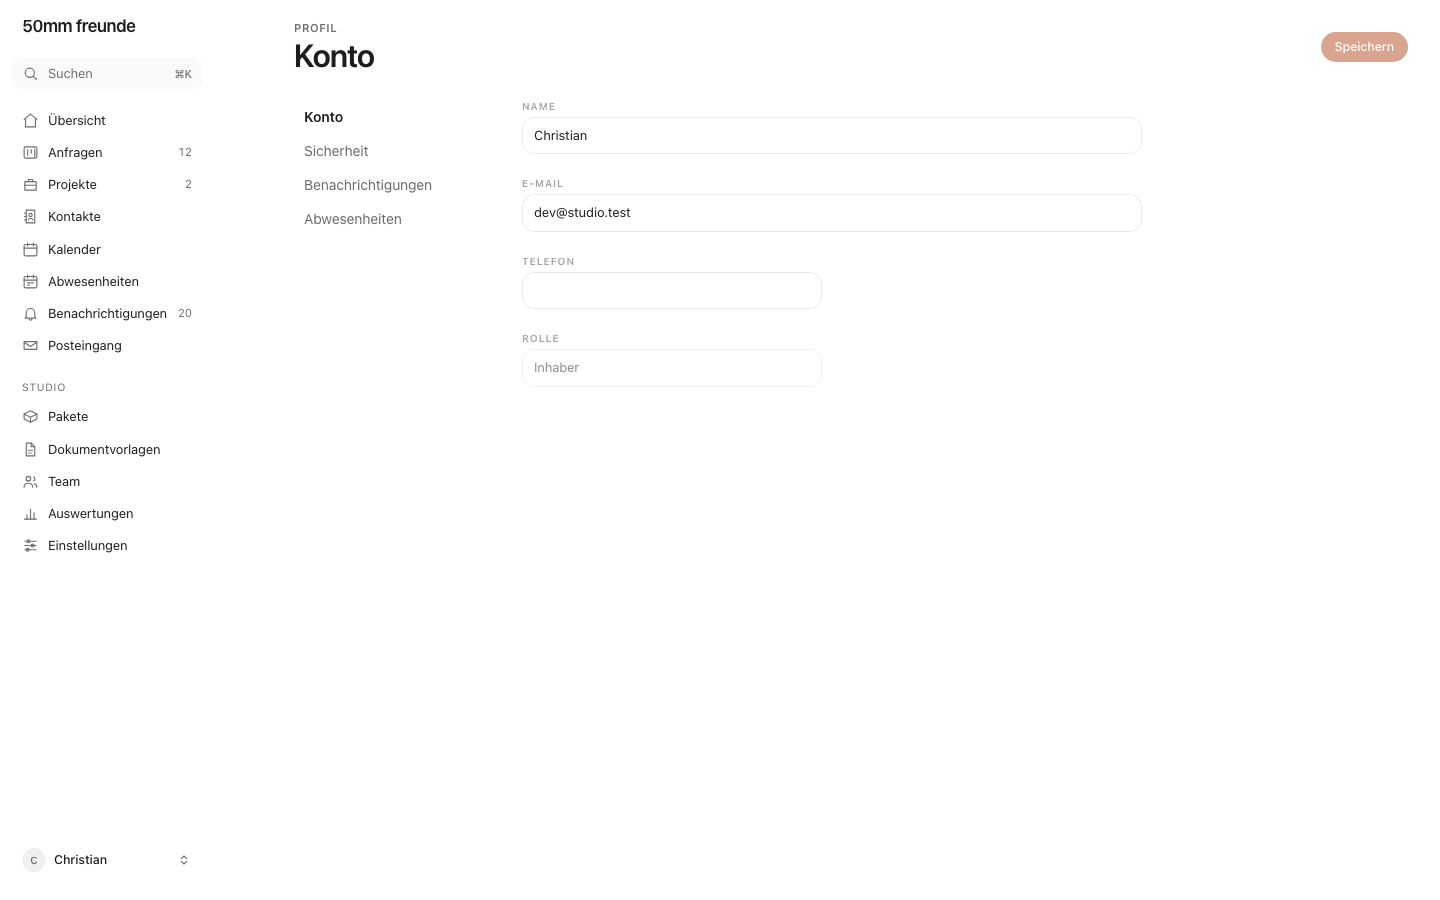 50mm freunde
Suchen ⌘K
Übersicht
Anfragen 12
Projekte 2
Kontakte
Kalender
Abwesenheiten
Benachrichtigungen 20
Posteingang
STUDIO
Pakete
Dokumentvorlagen
Team
Auswertungen
Einstellungen
C Christian
PROFIL
Konto
Speichern
Konto
Sicherheit
Benachrichtigungen
Abwesenheiten
NAME
Christian
E-MAIL
dev@studio.test
TELEFON
ROLLE
Inhaber